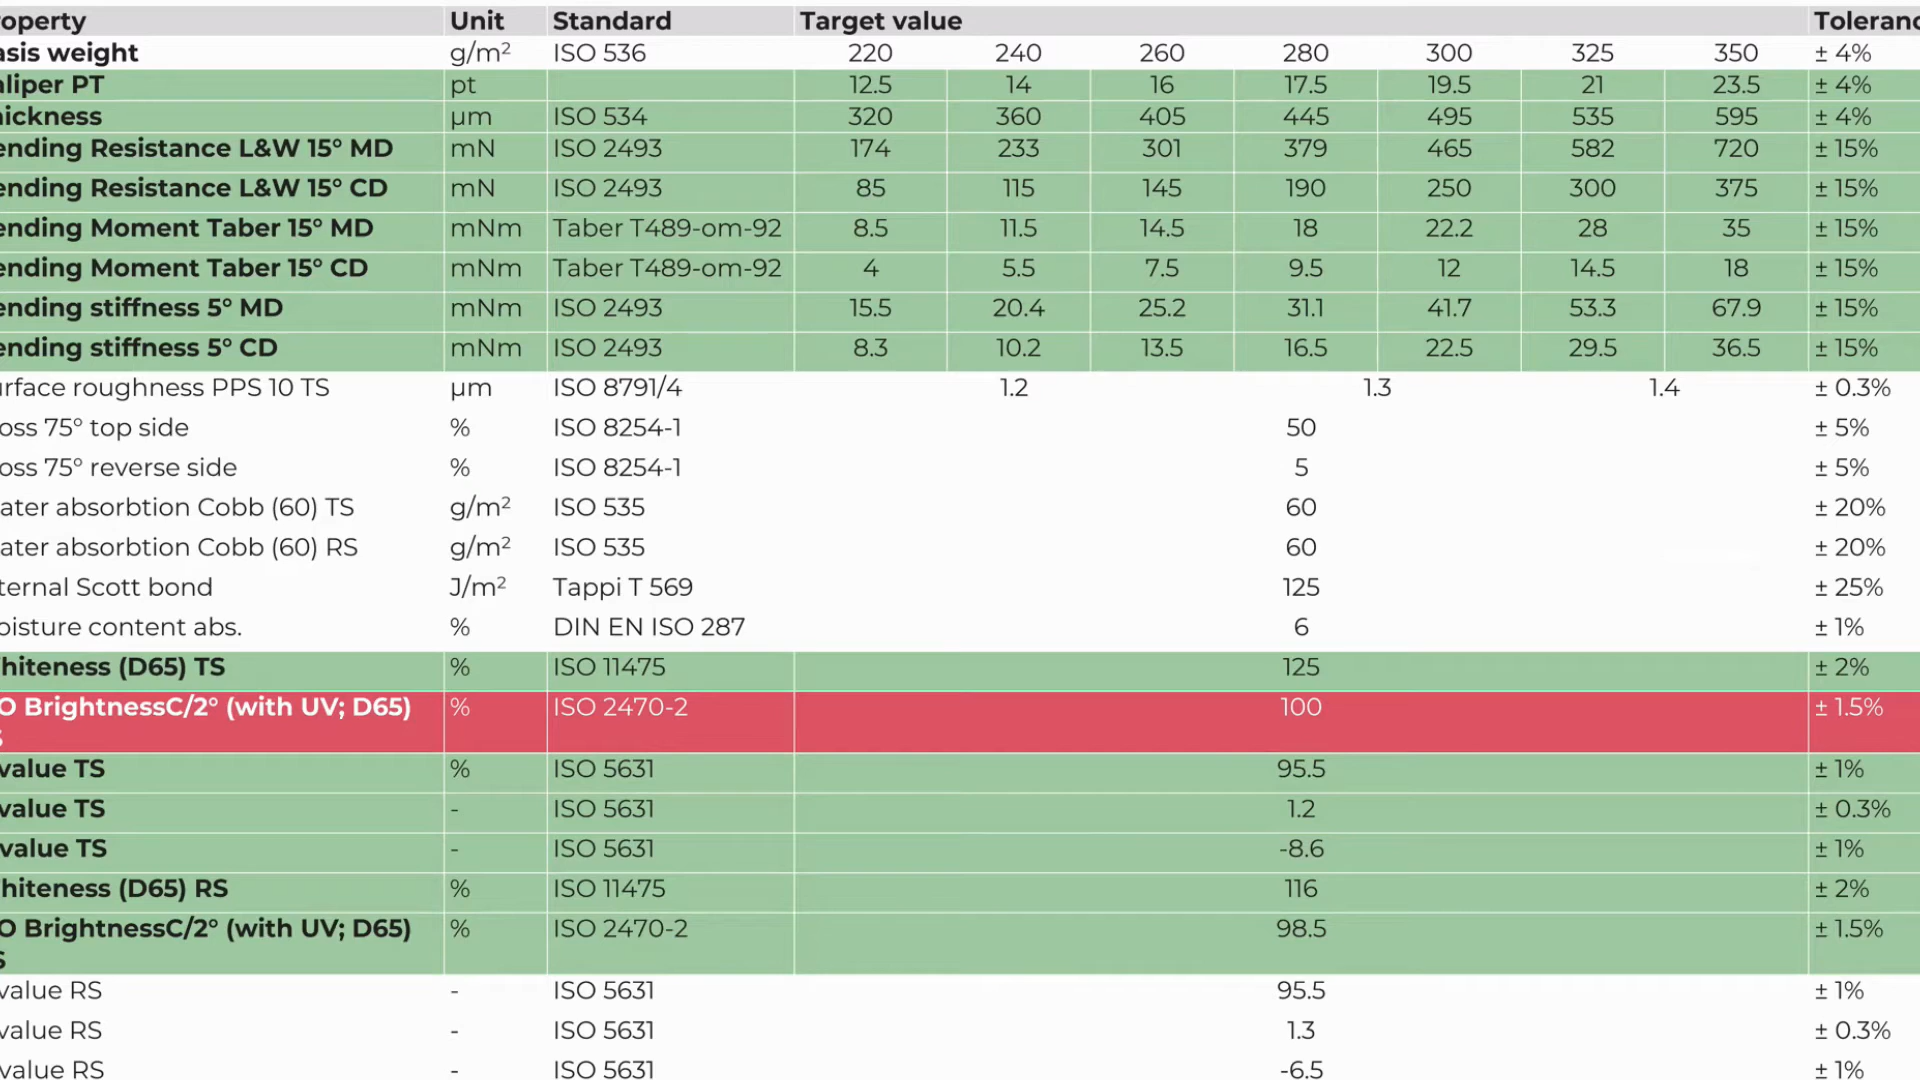 operty Unit Standard Target value Toleranc
asis weight g/m² ISO 536 220 240 260 280 300 325 350 ± 4%
aliper PT pt 12.5 14 16 17.5 19.5 21 23.5 ± 4%
hickness µm ISO 534 320 360 405 445 495 535 595 ± 4%
ending Resistance L&W 15° MD mN ISO 2493 174 233 301 379 465 582 720 ± 15%
ending Resistance L&W 15° CD mN ISO 2493 85 115 145 190 250 300 375 ± 15%
ending Moment Taber 15° MD mNm Taber T489-om-92 8.5 11.5 14.5 18 22.2 28 35 ± 15%
ending Moment Taber 15° CD mNm Taber T489-om-92 4 5.5 7.5 9.5 12 14.5 18 ± 15%
ending stiffness 5° MD mNm ISO 2493 15.5 20.4 25.2 31.1 41.7 53.3 67.9 ± 15%
ending stiffness 5° CD mNm ISO 2493 8.3 10.2 13.5 16.5 22.5 29.5 36.5 ± 15%
urface roughness PPS 10 TS µm ISO 8791/4 1.2 1.3 1.4 ± 0.3%
oss 75° top side % ISO 8254-1 50 ± 5%
oss 75° reverse side % ISO 8254-1 5 ± 5%
ater absorbtion Cobb (60) TS g/m² ISO 535 60 ± 20%
ater absorbtion Cobb (60) RS g/m² ISO 535 60 ± 20%
ternal Scott bond J/m² Tappi T 569 125 ± 25%
oisture content abs. % DIN EN ISO 287 6 ± 1%
hiteness (D65) TS % ISO 11475 125 ± 2%
O BrightnessC/2° (with UV; D65) % ISO 2470-2 100 ± 1.5%
S
value TS % ISO 5631 95.5 ± 1%
value TS - ISO 5631 1.2 ± 0.3%
value TS - ISO 5631 -8.6 ± 1%
hiteness (D65) RS % ISO 11475 116 ± 2%
O BrightnessC/2° (with UV; D65) % ISO 2470-2 98.5 ± 1.5%
S
value RS - ISO 5631 95.5 ± 1%
value RS - ISO 5631 1.3 ± 0.3%
value RS - ISO 5631 -6.5 ± 1%